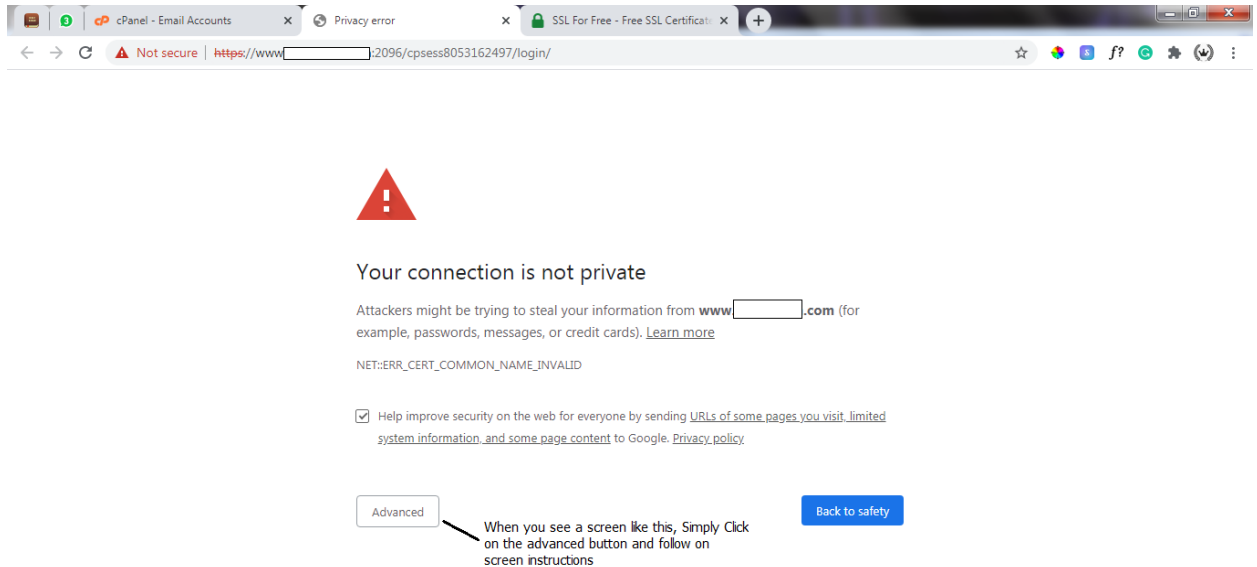 cPanel - Email Accounts
Privacy error
SSL For Free - Free SSL Certificat
Not secure | https://www :2096/cpsess8053162497/login/
Your connection is not private
Attackers might be trying to steal your information from www. .com (for
example, passwords, messages, or credit cards). Learn more
NET::ERR_CERT_COMMON_NAME_INVALID
Help improve security on the web for everyone by sending URLs of some pages you visit, limited
system information, and some page content to Google. Privacy policy
Advanced
Back to safety
When you see a screen like this, Simply Click
on the advanced button and follow on
screen instructions